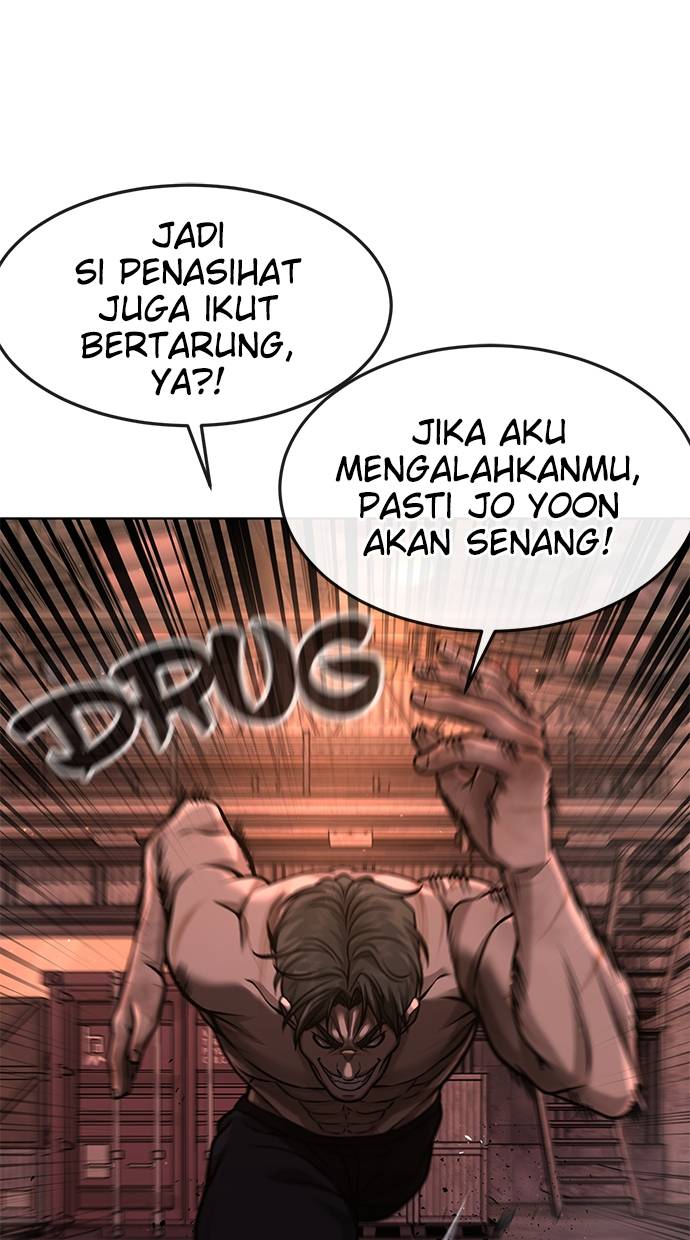 JADI
SI PENASIHAT
JUGA IKUT
BERTARUNG,
YA?!
JIKA AKU
MENGALAHKANMU,
PASTI JO YOON
AKAN SENANG!
DRUG